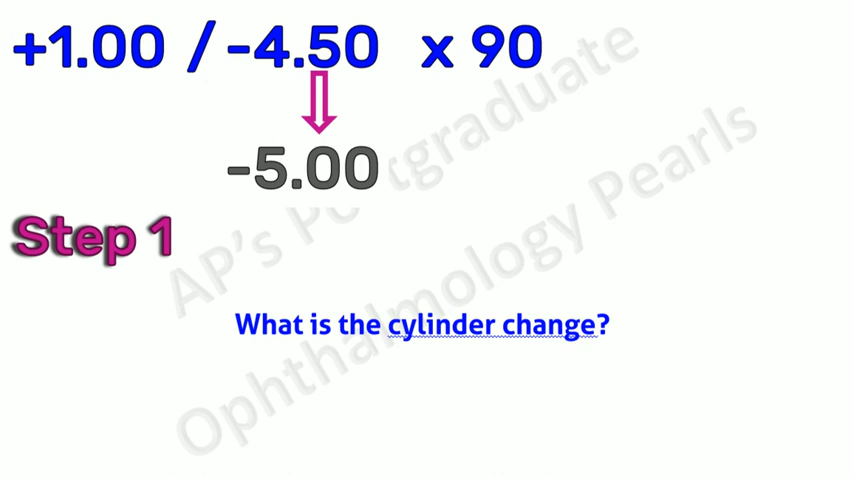 +1.00 / -4.50 x 90
-5.00
Step 1
What is the cylinder change?
AP's Postgraduate
Ophthalmology Pearls